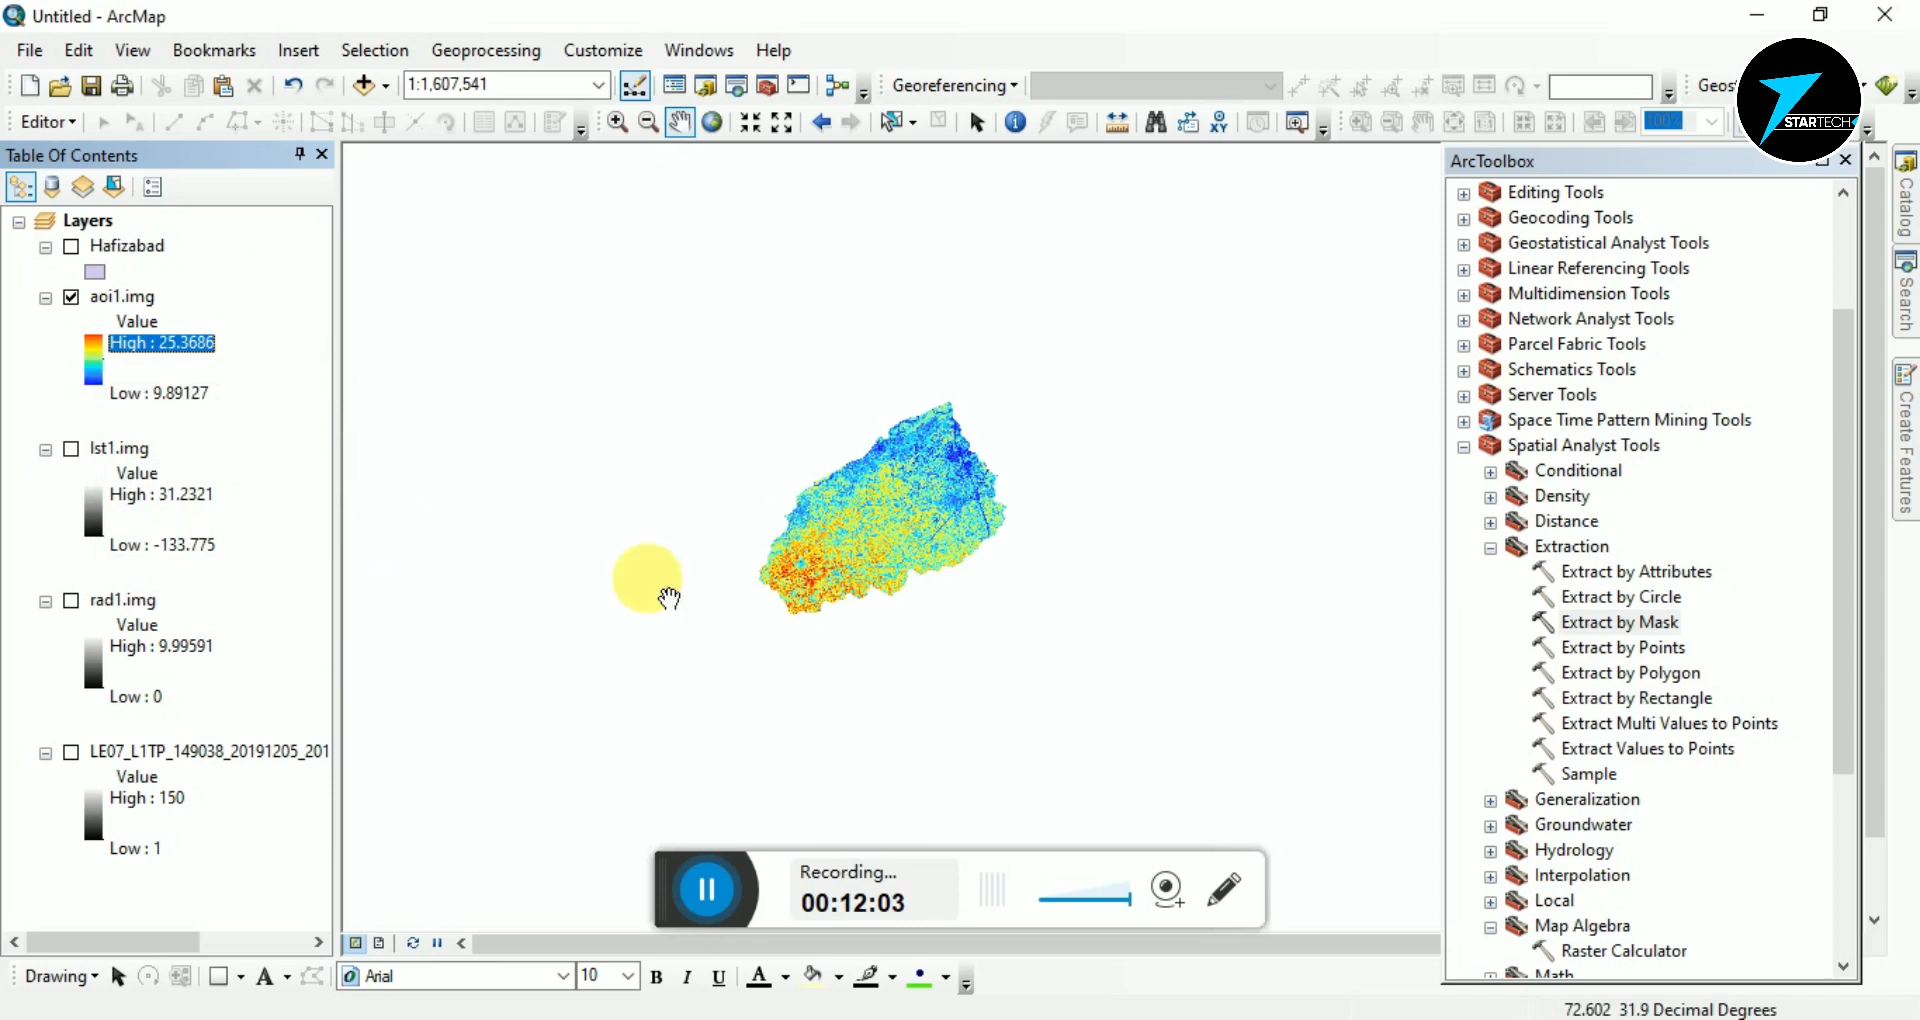 Untitled - ArcMap
File Edit View Bookmarks Insert Selection Geoprocessing Customize Windows Help
1:1,607,541 Georeferencing
Editor
STARTECH
Table Of Contents
Layers
Hafizabad
aoi1.img
Value
High : 25.3686
Low : 9.89127
lst1.img
Value
High : 31.2321
Low : -133.775
rad1.img
Value
High : 9.99591
Low : 0
LE07_L1TP_149038_20191205_201
Value
High : 150
Low : 1
ArcToolbox
Editing Tools
Geocoding Tools
Geostatistical Analyst Tools
Linear Referencing Tools
Multidimension Tools
Network Analyst Tools
Parcel Fabric Tools
Schematics Tools
Server Tools
Space Time Pattern Mining Tools
Spatial Analyst Tools
Conditional
Density
Distance
Extraction
Extract by Attributes
Extract by Circle
Extract by Mask
Extract by Points
Extract by Polygon
Extract by Rectangle
Extract Multi Values to Points
Extract Values to Points
Sample
Generalization
Groundwater
Hydrology
Interpolation
Local
Map Algebra
Raster Calculator
Math
Catalog
Search
Create Features
Recording...
00:12:03
Drawing A Arial 10 B I U A
72.602 31.9 Decimal Degrees